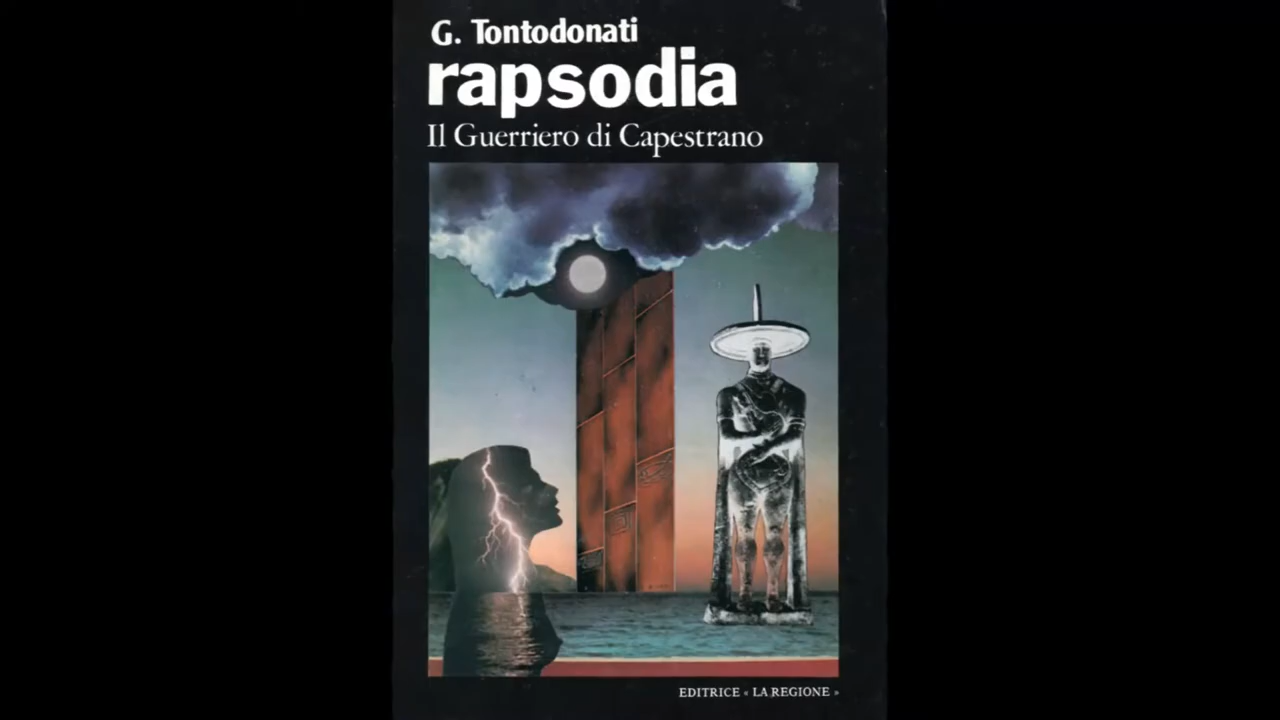 G. Tontodonati
rapsodia
Il Guerriero di Capestrano
EDITRICE « LA REGIONE »